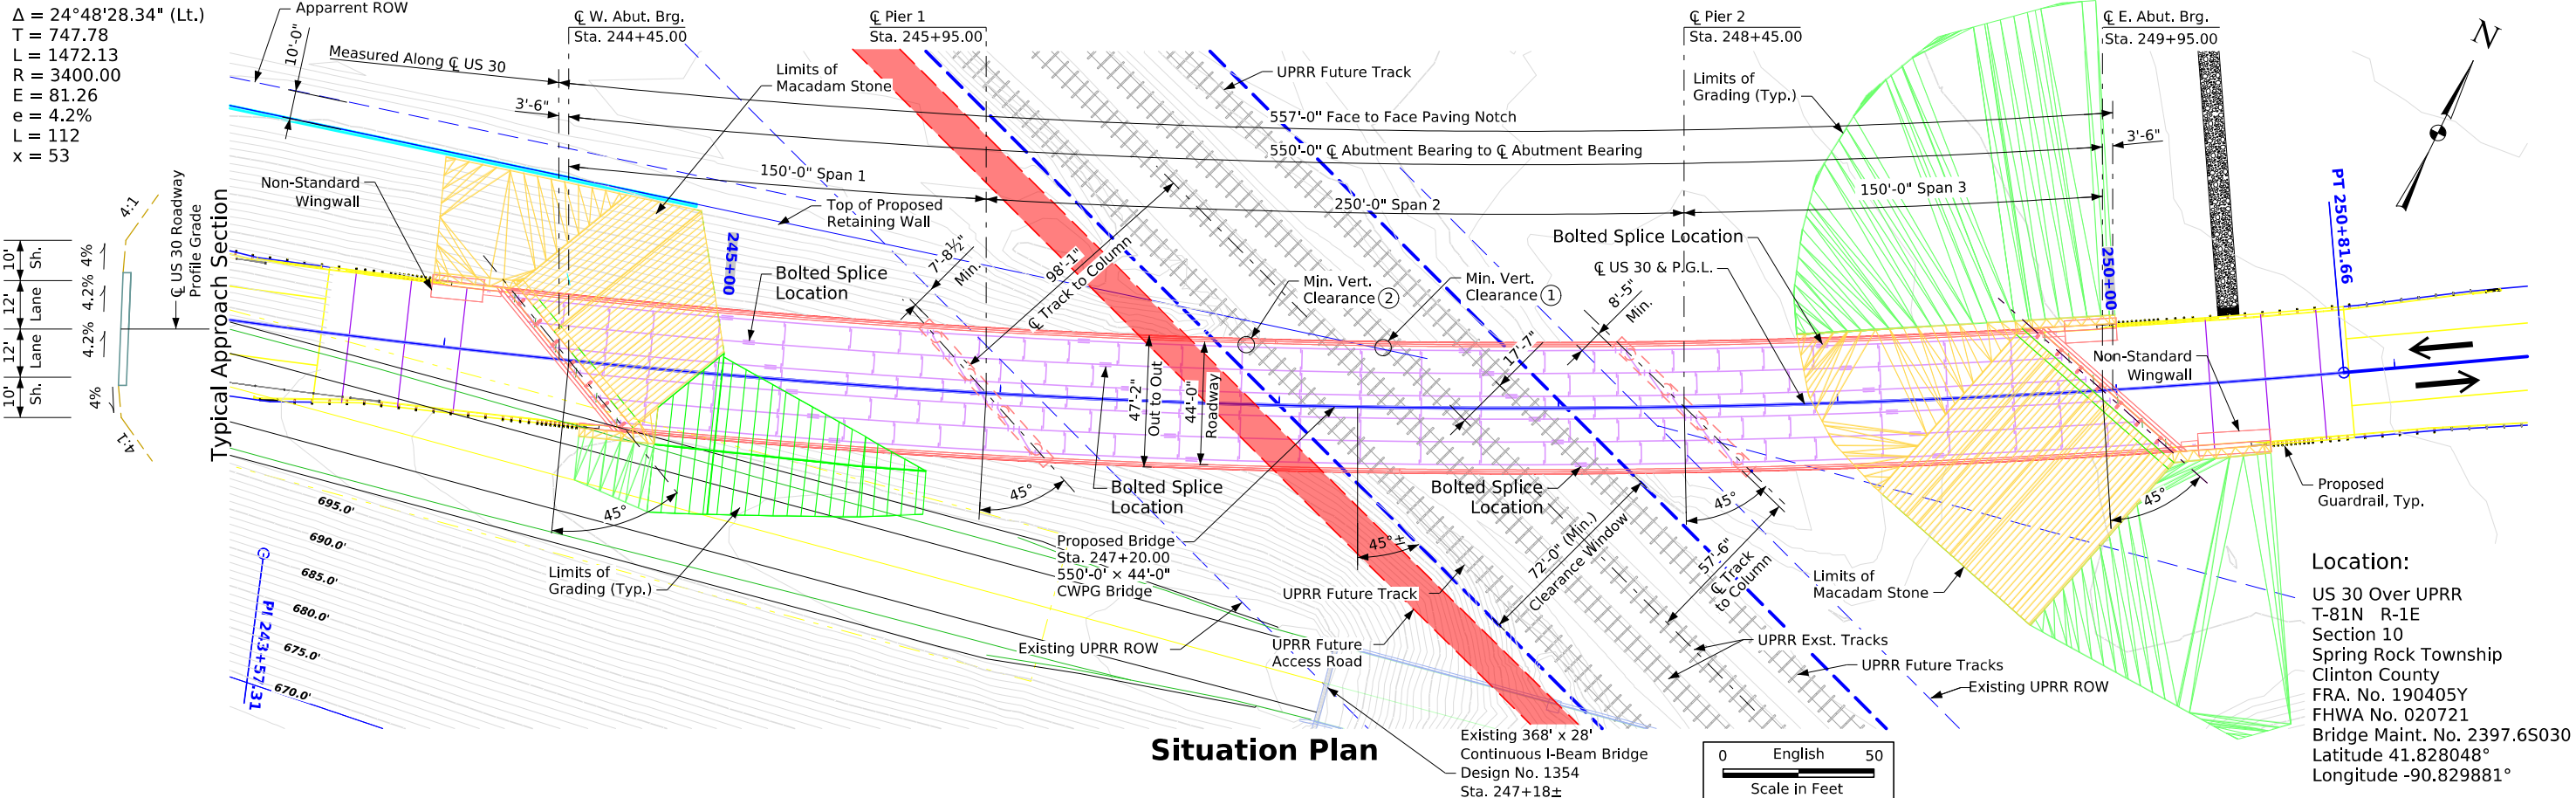 Δ = 24°48'28.34" (Lt.)
T = 747.78
L = 1472.13
R = 3400.00
E = 81.26
e = 4.2%
L = 112
x = 53
Apparrent ROW
10'-0"
Measured Along ℄ US 30
℄ W. Abut. Brg.
Sta. 244+45.00
℄ Pier 1
Sta. 245+95.00
℄ Pier 2
Sta. 248+45.00
℄ E. Abut. Brg.
Sta. 249+95.00
N
3'-6"
Limits of
Macadam Stone
UPRR Future Track
Limits of
Grading (Typ.)
557'-0" Face to Face Paving Notch
550'-0" ℄ Abutment Bearing to ℄ Abutment Bearing
3'-6"
150'-0" Span 1
250'-0" Span 2
150'-0" Span 3
PT 250+81.66
Non-Standard
Wingwall
Top of Proposed
Retaining Wall
245+00
250+00
7'-8½"
Min.
98'-1"
℄ Track to Column
Bolted Splice
Location
Min. Vert.
Clearance 2
Min. Vert.
Clearance 1
Bolted Splice Location
℄ US 30 & P.G.L.
8'-5"
Min.
17'-7"
Non-Standard
Wingwall
4:1
10'
Sh.
4%
12'
Lane
4.2%
12'
Lane
4.2%
10'
Sh.
4%
4:1
℄ US 30 Roadway
Profile Grade
Typical Approach Section
47'-2"
Out to Out
44'-0"
Roadway
45°
45°
45°±
45°
45°
Bolted Splice
Location
Bolted Splice
Location
Proposed
Guardrail, Typ.
695.0'
690.0'
685.0'
680.0'
675.0'
670.0'
PI 243+57.31
Limits of
Grading (Typ.)
Proposed Bridge
Sta. 247+20.00
550'-0' × 44'-0"
CWPG Bridge
72'-0" (Min.)
Clearance Window
57'-6"
℄ Track
to Column
UPRR Future Track
Limits of
Macadam Stone
Existing UPRR ROW
UPRR Future
Access Road
UPRR Exst. Tracks
UPRR Future Tracks
Existing UPRR ROW
Location:
US 30 Over UPRR
T-81N R-1E
Section 10
Spring Rock Township
Clinton County
FRA. No. 190405Y
FHWA No. 020721
Bridge Maint. No. 2397.6S030
Latitude 41.828048°
Longitude -90.829881°
Situation Plan
Existing 368' x 28'
Continuous I-Beam Bridge
Design No. 1354
Sta. 247+18±
0 English 50
Scale in Feet